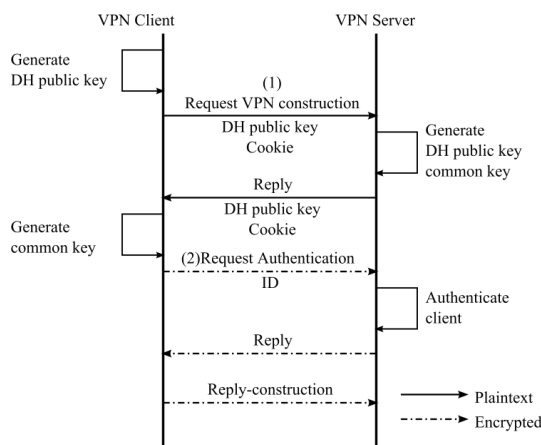 VPN Client
VPN Server
Generate
DH public key
(1)
Request VPN construction
DH public key
Cookie
Generate
DH public key
common key
Reply
DH public key
Cookie
Generate
common key
(2)Request Authentication
ID
Authenticate
client
Reply
Reply-construction
Plaintext
Encrypted